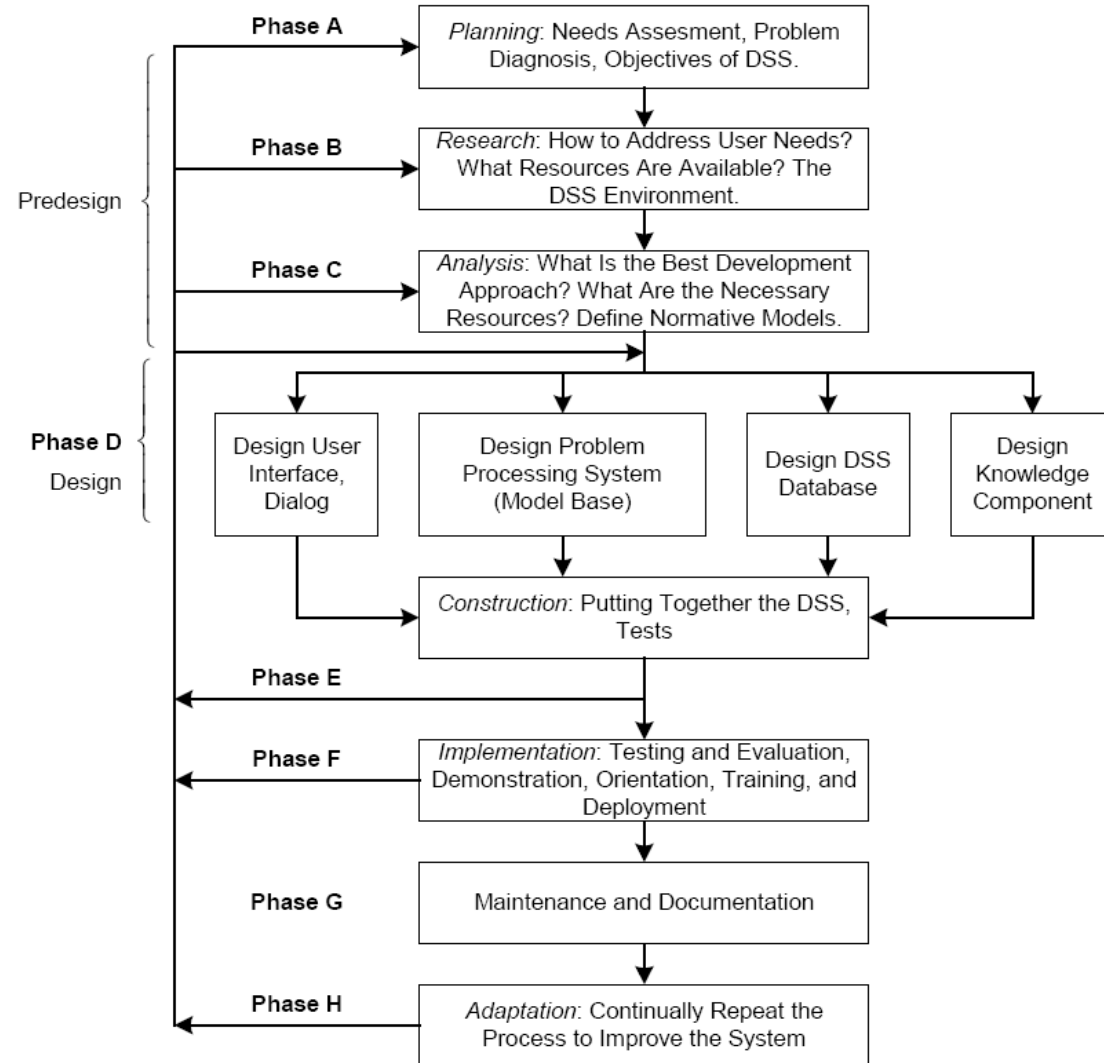 Phase A
Planning: Needs Assesment, Problem
Diagnosis, Objectives of DSS.
Phase B
Research: How to Address User Needs?
What Resources Are Available? The
DSS Environment.
Predesign
Phase C
Analysis: What Is the Best Development
Approach? What Are the Necessary
Resources? Define Normative Models.
Phase D
Design
Design User
Interface,
Dialog
Design Problem
Processing System
(Model Base)
Design DSS
Database
Design
Knowledge
Component
Construction: Putting Together the DSS,
Tests
Phase E
Phase F
Implementation: Testing and Evaluation,
Demonstration, Orientation, Training, and
Deployment
Phase G
Maintenance and Documentation
Phase H
Adaptation: Continually Repeat the
Process to Improve the System